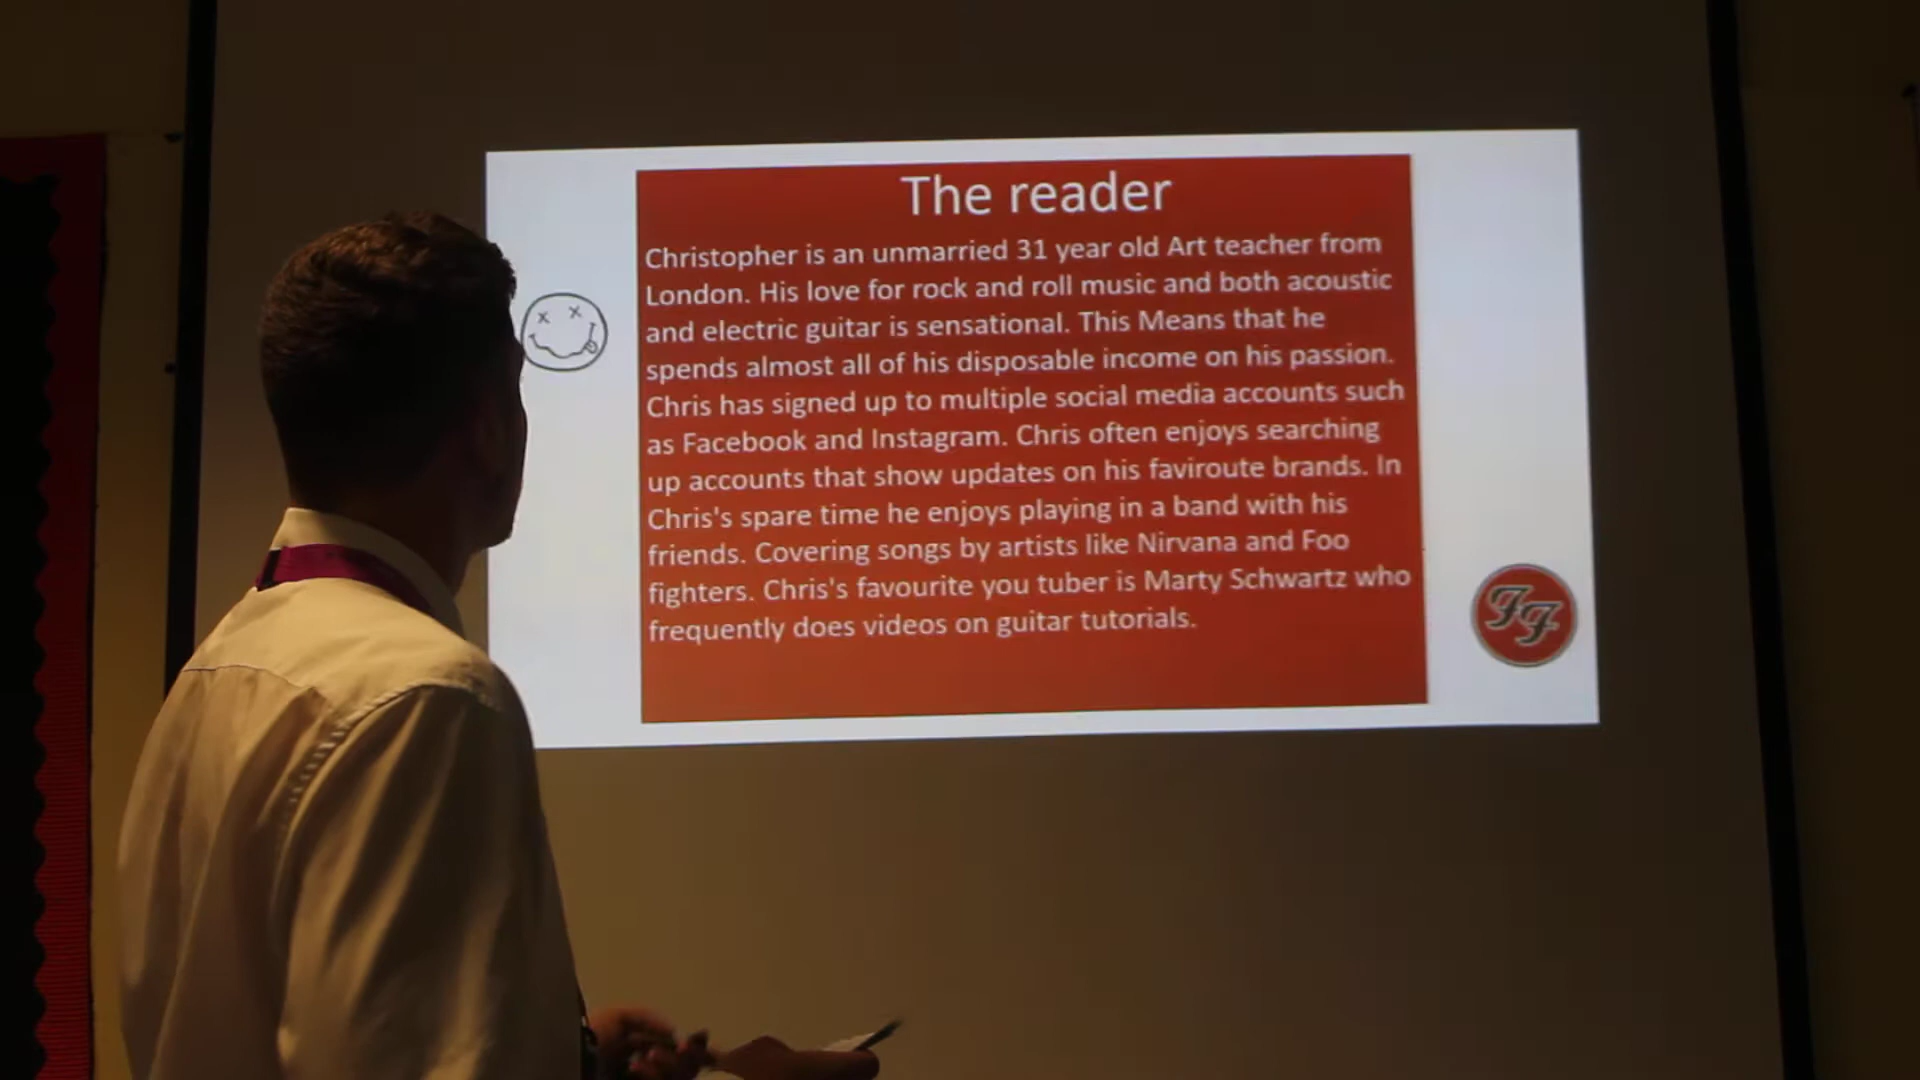 The reader
Christopher is an unmarried 31 year old Art teacher from
London. His love for rock and roll music and both acoustic
and electric guitar is sensational. This Means that he
spends almost all of his disposable income on his passion.
Chris has signed up to multiple social media accounts such
as Facebook and Instagram. Chris often enjoys searching
up accounts that show updates on his faviroute brands. In
Chris's spare time he enjoys playing in a band with his
friends. Covering songs by artists like Nirvana and Foo
fighters. Chris's favourite you tuber is Marty Schwartz who
frequently does videos on guitar tutorials.
FF